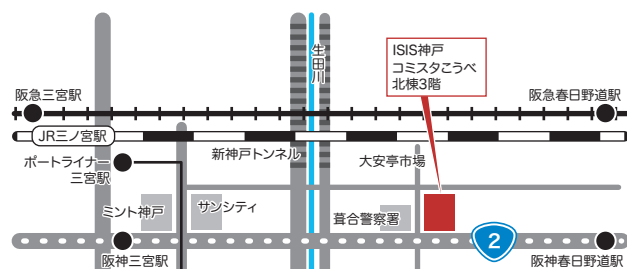 阪急三宮駅
生田川
ISIS神戸
コミスタこうべ
北棟3階
阪急春日野道駅
JR三ノ宮駅
ポートライナー
三宮駅
新神戸トンネル
大安亭市場
ミント神戸
サンシティ
葺合警察署
2
阪神三宮駅
阪神春日野道駅